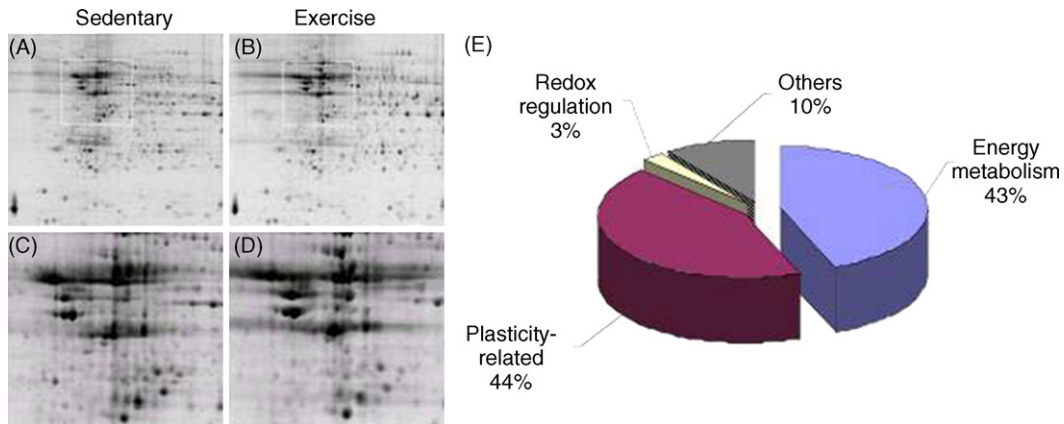 Sedentary
Exercise
(A)
(B)
(C)
(D)
(E)
Redox
regulation
3%
Others
10%
Energy
metabolism
43%
Plasticity-
related
44%